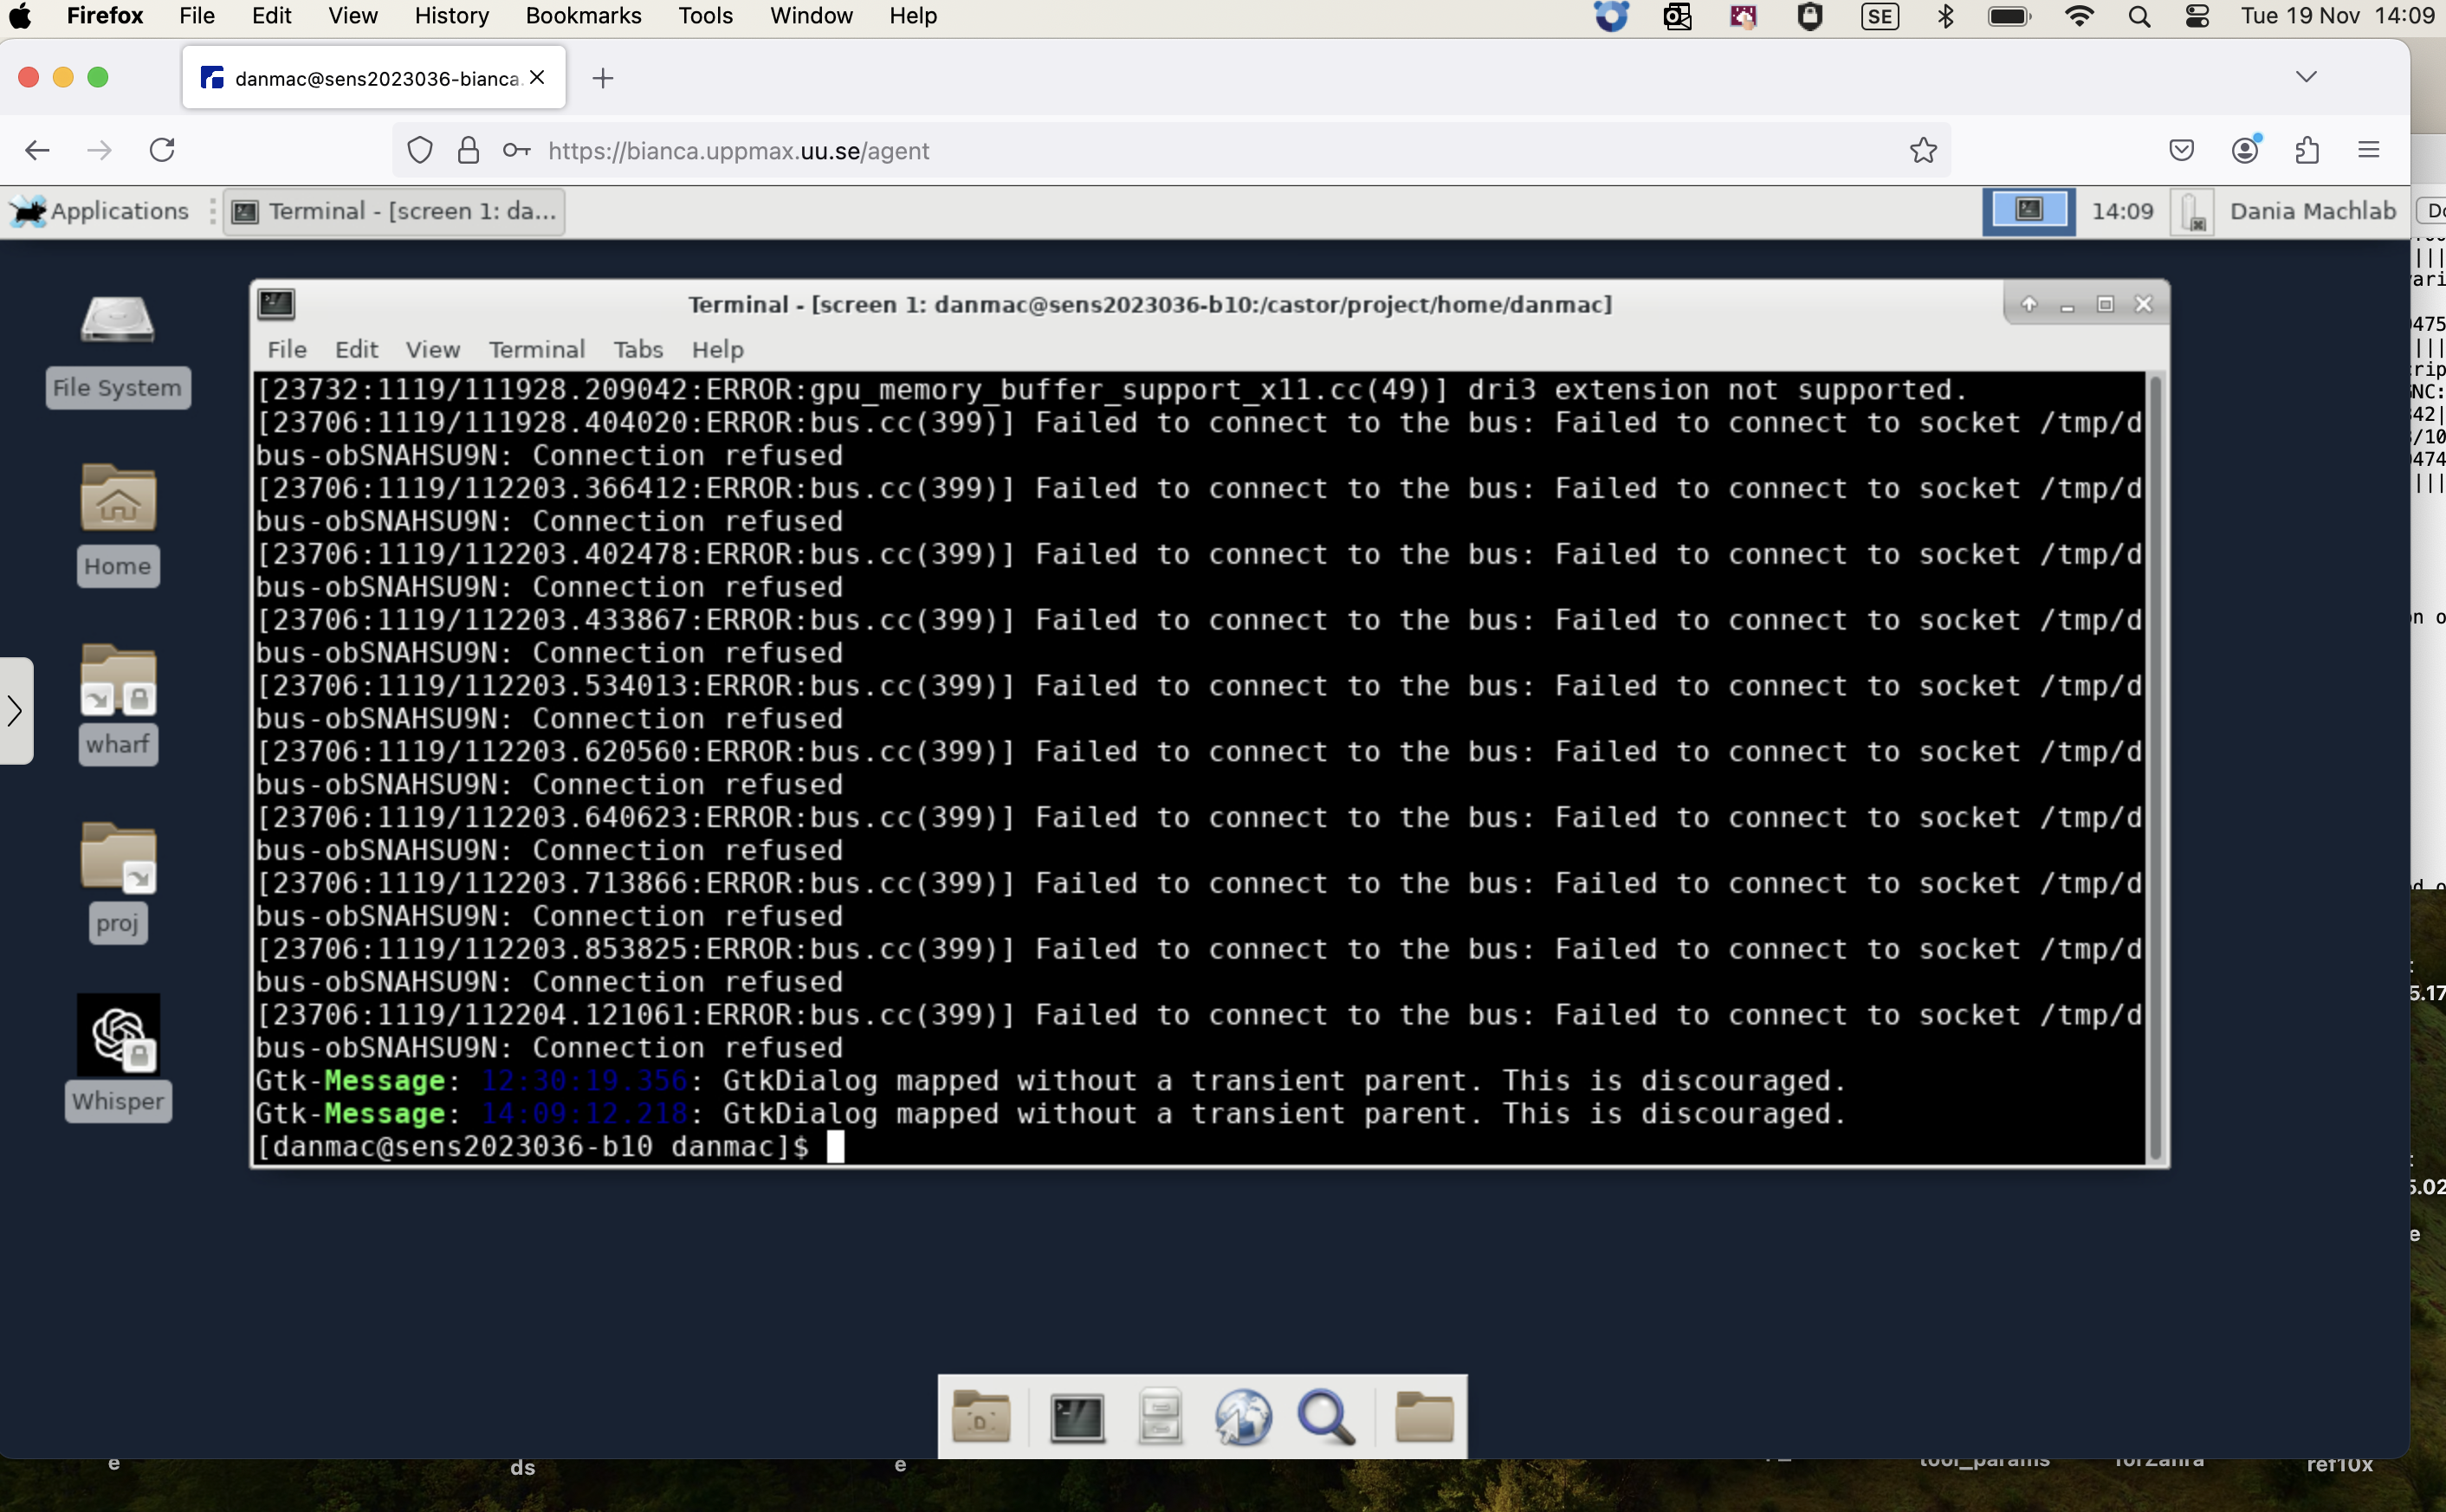 Firefox File Edit View History Bookmarks Tools Window Help SE Tue 19 Nov 14:09
danmac@sens2023036-bianca.
https://bianca.uppmax.uu.se/agent
Applications Terminal - [screen 1: da... 14:09 Dania Machlab
Terminal - [screen 1: danmac@sens2023036-b10:/castor/project/home/danmac]
File Edit View Terminal Tabs Help
[23732:1119/111928.209042:ERROR:gpu_memory_buffer_support_x11.cc(49)] dri3 extension not supported.
[23706:1119/111928.404020:ERROR:bus.cc(399)] Failed to connect to the bus: Failed to connect to socket /tmp/d
bus-obSNAHSU9N: Connection refused
[23706:1119/112203.366412:ERROR:bus.cc(399)] Failed to connect to the bus: Failed to connect to socket /tmp/d
bus-obSNAHSU9N: Connection refused
[23706:1119/112203.402478:ERROR:bus.cc(399)] Failed to connect to the bus: Failed to connect to socket /tmp/d
bus-obSNAHSU9N: Connection refused
[23706:1119/112203.433867:ERROR:bus.cc(399)] Failed to connect to the bus: Failed to connect to socket /tmp/d
bus-obSNAHSU9N: Connection refused
[23706:1119/112203.534013:ERROR:bus.cc(399)] Failed to connect to the bus: Failed to connect to socket /tmp/d
bus-obSNAHSU9N: Connection refused
[23706:1119/112203.620560:ERROR:bus.cc(399)] Failed to connect to the bus: Failed to connect to socket /tmp/d
bus-obSNAHSU9N: Connection refused
[23706:1119/112203.640623:ERROR:bus.cc(399)] Failed to connect to the bus: Failed to connect to socket /tmp/d
bus-obSNAHSU9N: Connection refused
[23706:1119/112203.713866:ERROR:bus.cc(399)] Failed to connect to the bus: Failed to connect to socket /tmp/d
bus-obSNAHSU9N: Connection refused
[23706:1119/112203.853825:ERROR:bus.cc(399)] Failed to connect to the bus: Failed to connect to socket /tmp/d
bus-obSNAHSU9N: Connection refused
[23706:1119/112204.121061:ERROR:bus.cc(399)] Failed to connect to the bus: Failed to connect to socket /tmp/d
bus-obSNAHSU9N: Connection refused
Gtk-Message: 12:30:19.356: GtkDialog mapped without a transient parent. This is discouraged.
Gtk-Message: 14:09:12.218: GtkDialog mapped without a transient parent. This is discouraged.
[danmac@sens2023036-b10 danmac]$
File System
Home
wharf
proj
Whisper
ds
tool_params
ref10x